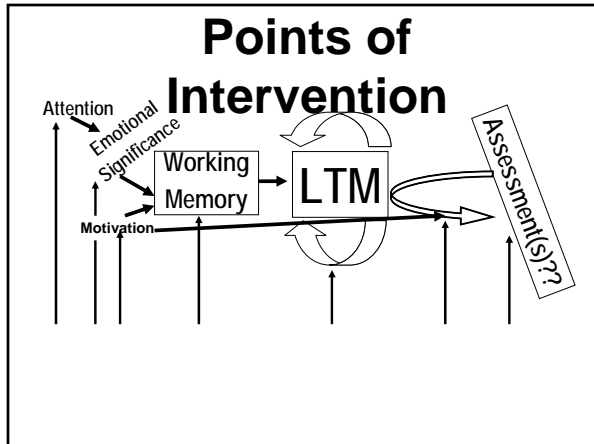 Points of
Intervention
Attention
Emotional
Significance
Working
Memory
LTM
Motivation
Assessment(s)??